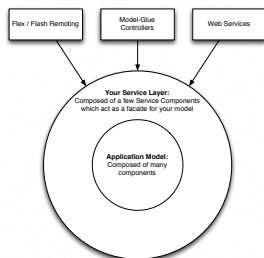 Flex / Flash Remoting
Model-Glue
Controllers
Web Services
Your Service Layer:
Composed of a few Service Components
which act as a facade for your model
Application Model:
Composed of many
components